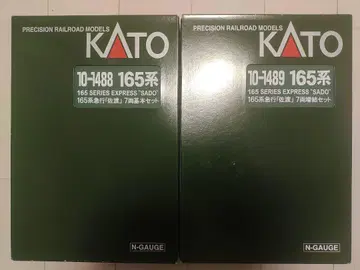 PRECISION RAILROAD MODELS
KATO
10-1488 165系
165 SERIES EXPRESS "SADO"
165系急行「佐渡」7両基本セット
N-GAUGE
PRECISION RAILROAD MODELS
KATO
10-1489 165系
165 SERIES EXPRESS "SADO"
165系急行「佐渡」7両増結セット
N-GAUGE